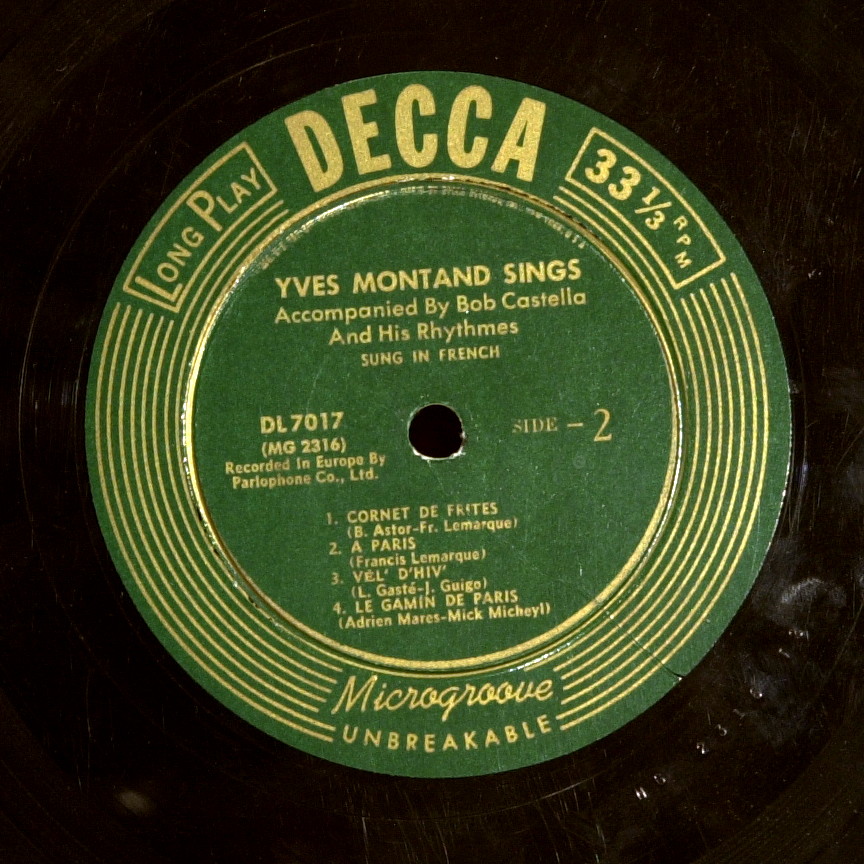 DECCA
LONG PLAY
33 1/3 RPM
YVES MONTAND SINGS
Accompanied By Bob Castella
And His Rhythmes
SUNG IN FRENCH
DL 7017
(MG 2316)
Recorded In Europe By
Parlophone Co., Ltd.
SIDE - 2
1. CORNET DE FRITES
(B. Astor-Fr. Lemarque)
2. A PARIS
(Francis Lemarque)
3. VÉL' D'HIV'
(L. Gasté-J. Guigo)
4. LE GAMIN DE PARIS
(Adrien Mares-Mick Micheyl)
Microgroove
UNBREAKABLE